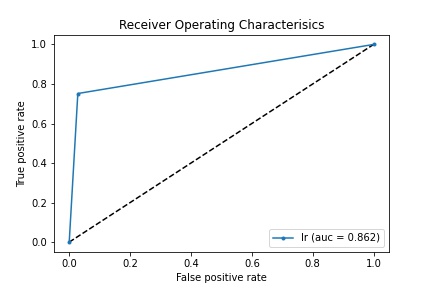 Receiver Operating Charecterisics
True positive rate
1.0
0.8
0.6
0.4
0.2
0.0
lr (auc = 0.862)
0.0 0.2 0.4 0.6 0.8 1.0
False positive rate